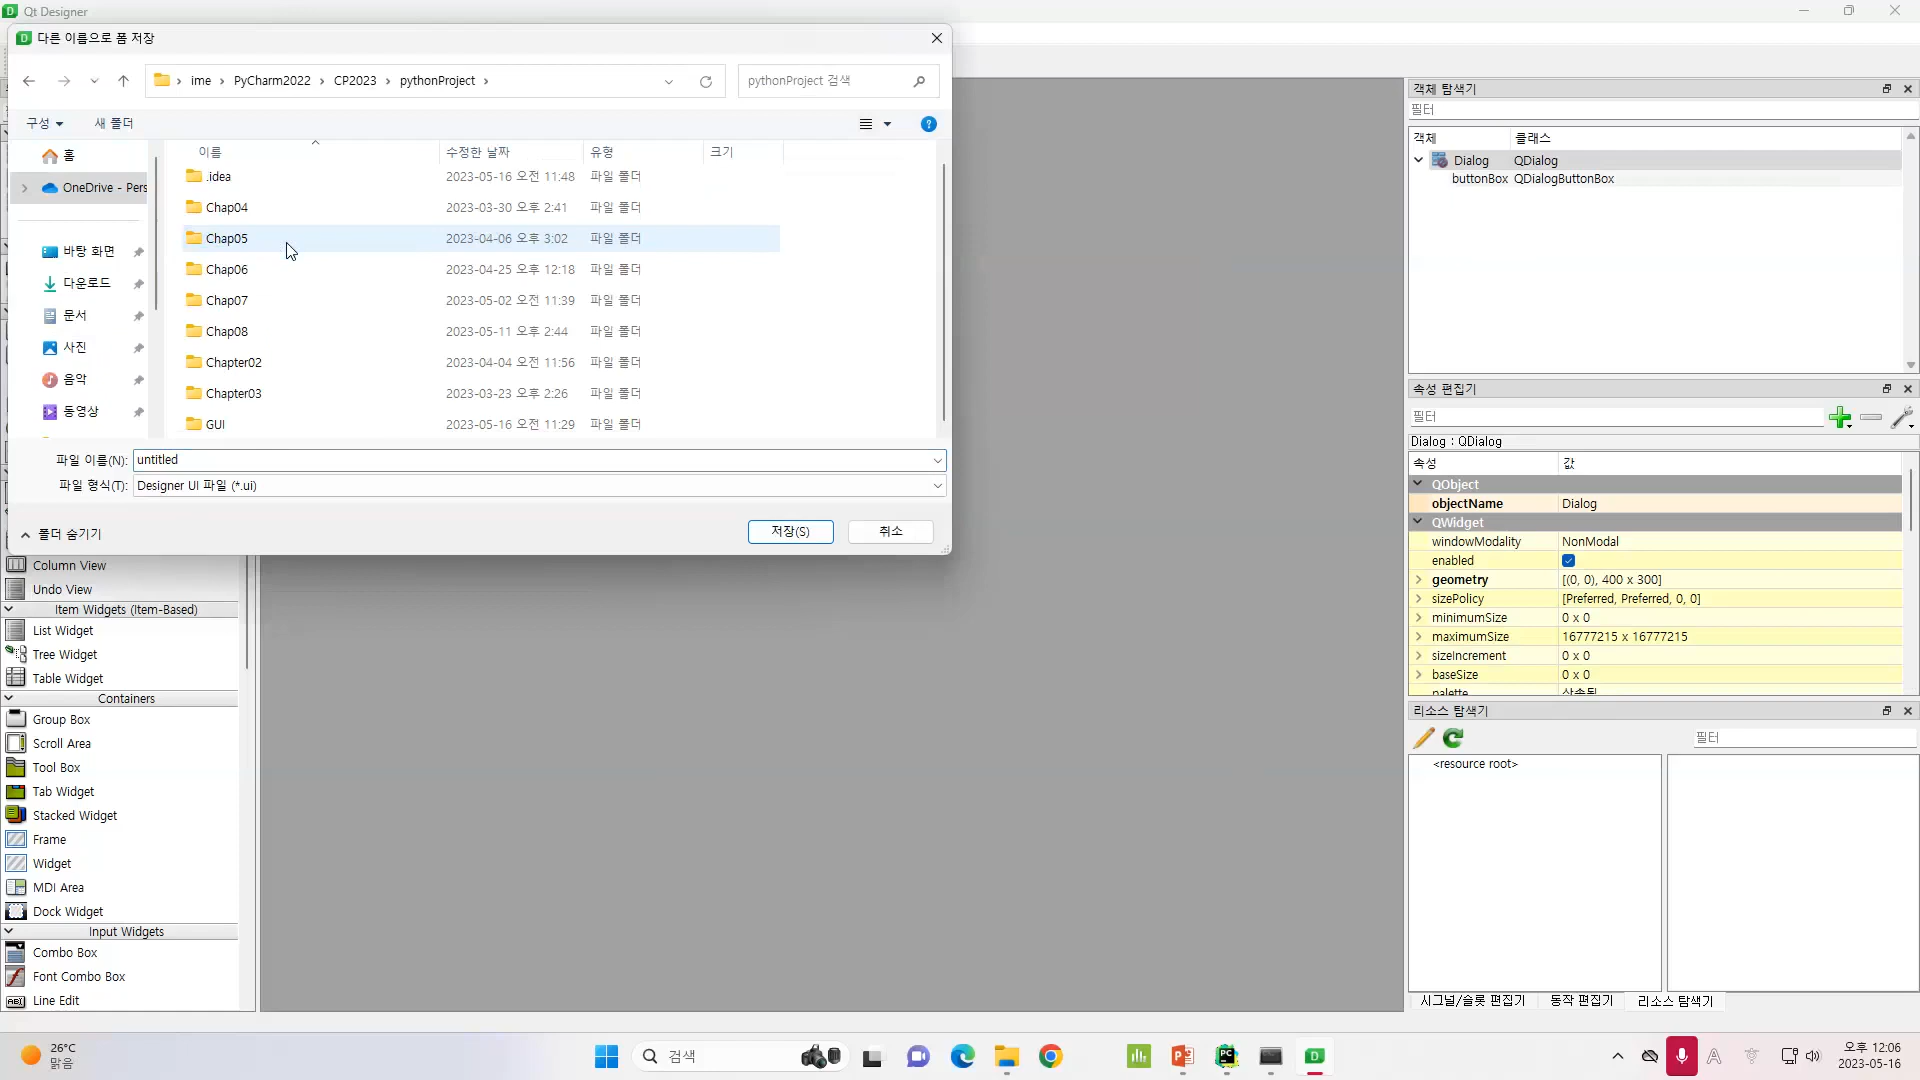 Qt Designer
다른 이름으로 폼 저장
ime › PyCharm2022 › CP2023 › pythonProject ›
pythonProject 검색
구성
새 폴더
홈
OneDrive - Pers
바탕 화면
다운로드
문서
사진
음악
동영상
이름 수정한 날짜 유형 크기
.idea 2023-05-16 오전 11:48 파일 폴더
Chap04 2023-03-30 오후 2:41 파일 폴더
Chap05 2023-04-06 오후 3:02 파일 폴더
Chap06 2023-04-25 오후 12:18 파일 폴더
Chap07 2023-05-02 오전 11:39 파일 폴더
Chap08 2023-05-11 오후 2:44 파일 폴더
Chapter02 2023-04-04 오전 11:56 파일 폴더
Chapter03 2023-03-23 오후 2:26 파일 폴더
GUI 2023-05-16 오전 11:29 파일 폴더
파일 이름(N): untitled
파일 형식(T): Designer UI 파일 (*.ui)
폴더 숨기기
저장(S)
취소
Column View
Undo View
Item Widgets (Item-Based)
List Widget
Tree Widget
Table Widget
Containers
Group Box
Scroll Area
Tool Box
Tab Widget
Stacked Widget
Frame
Widget
MDI Area
Dock Widget
Input Widgets
Combo Box
Font Combo Box
Line Edit
객체 탐색기
필터
객체 클래스
Dialog QDialog
buttonBox QDialogButtonBox
속성 편집기
필터
Dialog : QDialog
속성 값
QObject
objectName Dialog
QWidget
windowModality NonModal
enabled
geometry [(0, 0), 400 x 300]
sizePolicy [Preferred, Preferred, 0, 0]
minimumSize 0 x 0
maximumSize 16777215 x 16777215
sizeIncrement 0 x 0
baseSize 0 x 0
palette 상속됨
리소스 탐색기
필터
<resource root>
시그널/슬롯 편집기
동작 편집기
리소스 탐색기
26°C
맑음
검색
오후 12:06
2023-05-16